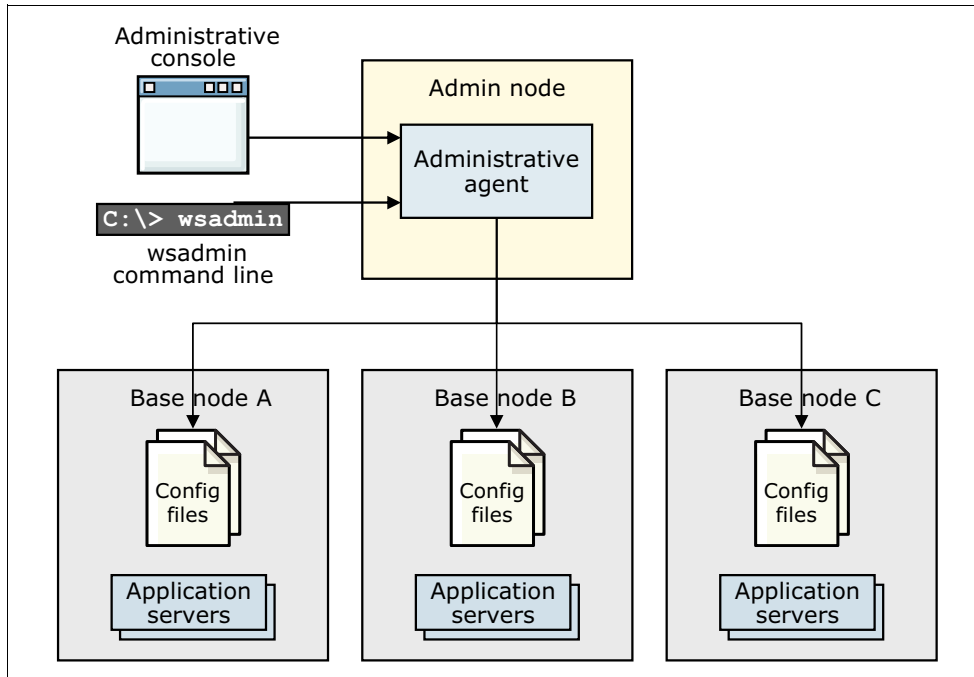 Administrative
console
Admin node
Administrative
agent
C:\> wsadmin
wsadmin
command line
Base node A
Config
files
Application
servers
Base node B
Config
files
Application
servers
Base node C
Config
files
Application
servers